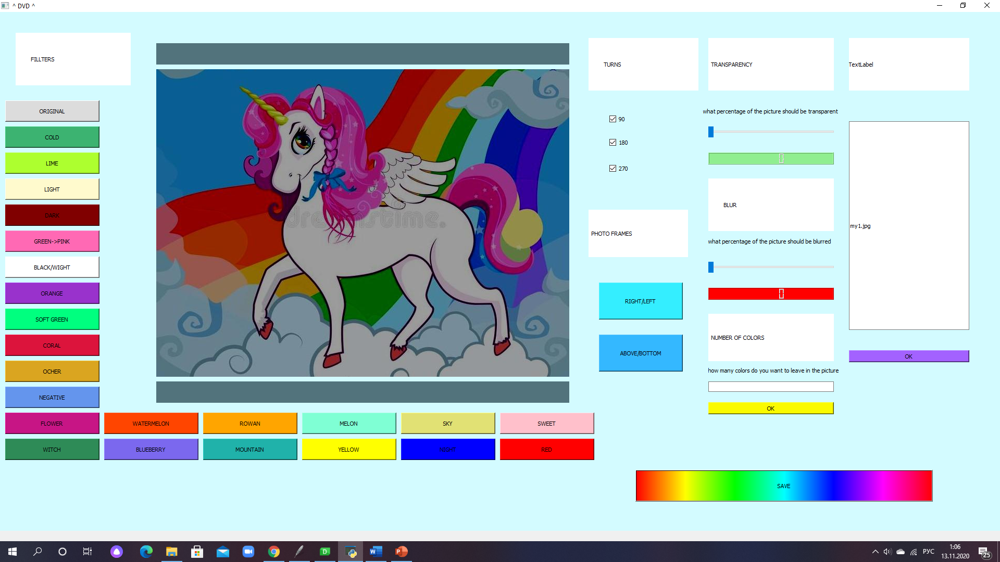 ^ DVD ^
FILLTERS
TURNS
TRANSPARENCY
TextLabel
ORIGINAL
COLD
LIME
LIGHT
DARK
GREEN->PINK
BLACK/WIGHT
ORANGE
SOFT GREEN
CORAL
OCHER
NEGATIVE
FLOWER
WATERMELON
ROWAN
MELON
SKY
SWEET
WITCH
BLUEBERRY
MOUNTAIN
YELLOW
NIGHT
RED
dreamstime.
90
180
270
PHOTO FRAMES
RIGHT/LEFT
ABOVE/BOTTOM
what percentage of the picture should be transparent
0
BLUR
what percentage of the picture should be blurred
0
NUMBER OF COLORS
how many colors do you want to leave in the picture
OK
my1.jpg
OK
SAVE
РУС
1:06
13.11.2020
25